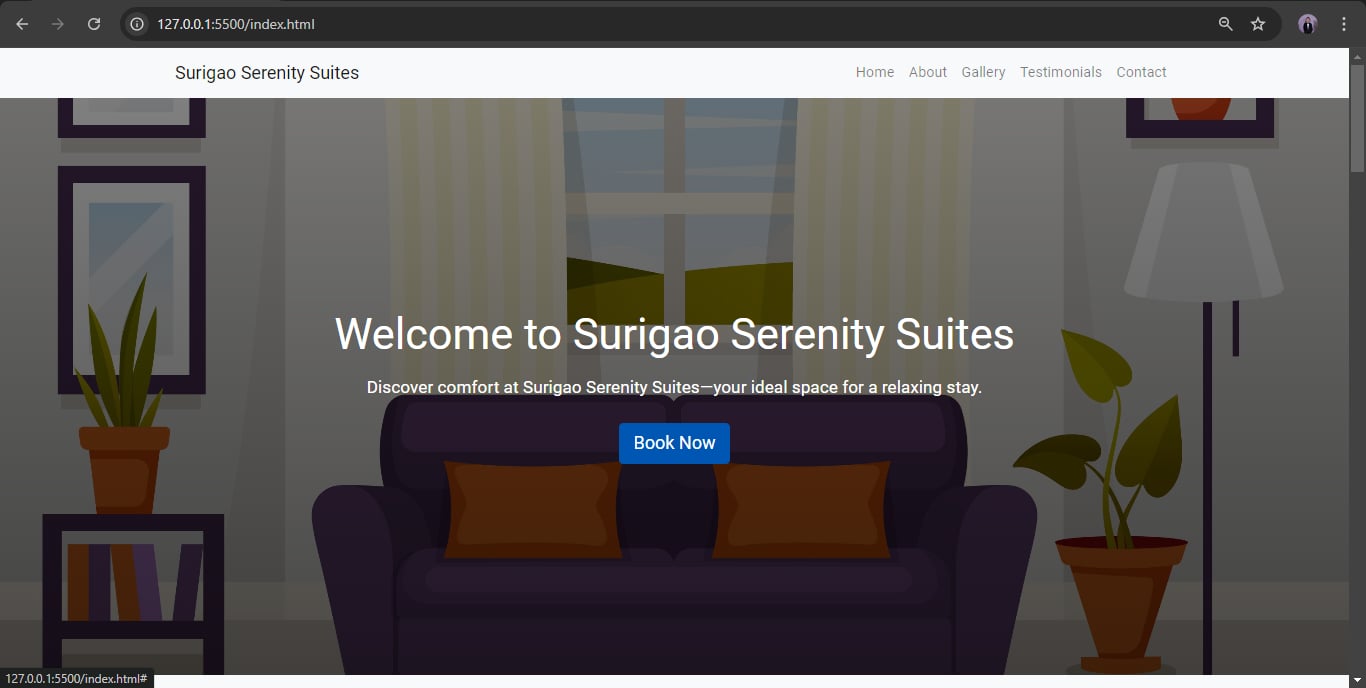 127.0.0.1:5500/index.html
Surigao Serenity Suites
Home About Gallery Testimonials Contact
Welcome to Surigao Serenity Suites
Discover comfort at Surigao Serenity Suites—your ideal space for a relaxing stay.
Book Now
127.0.0.1:5500/index.html#